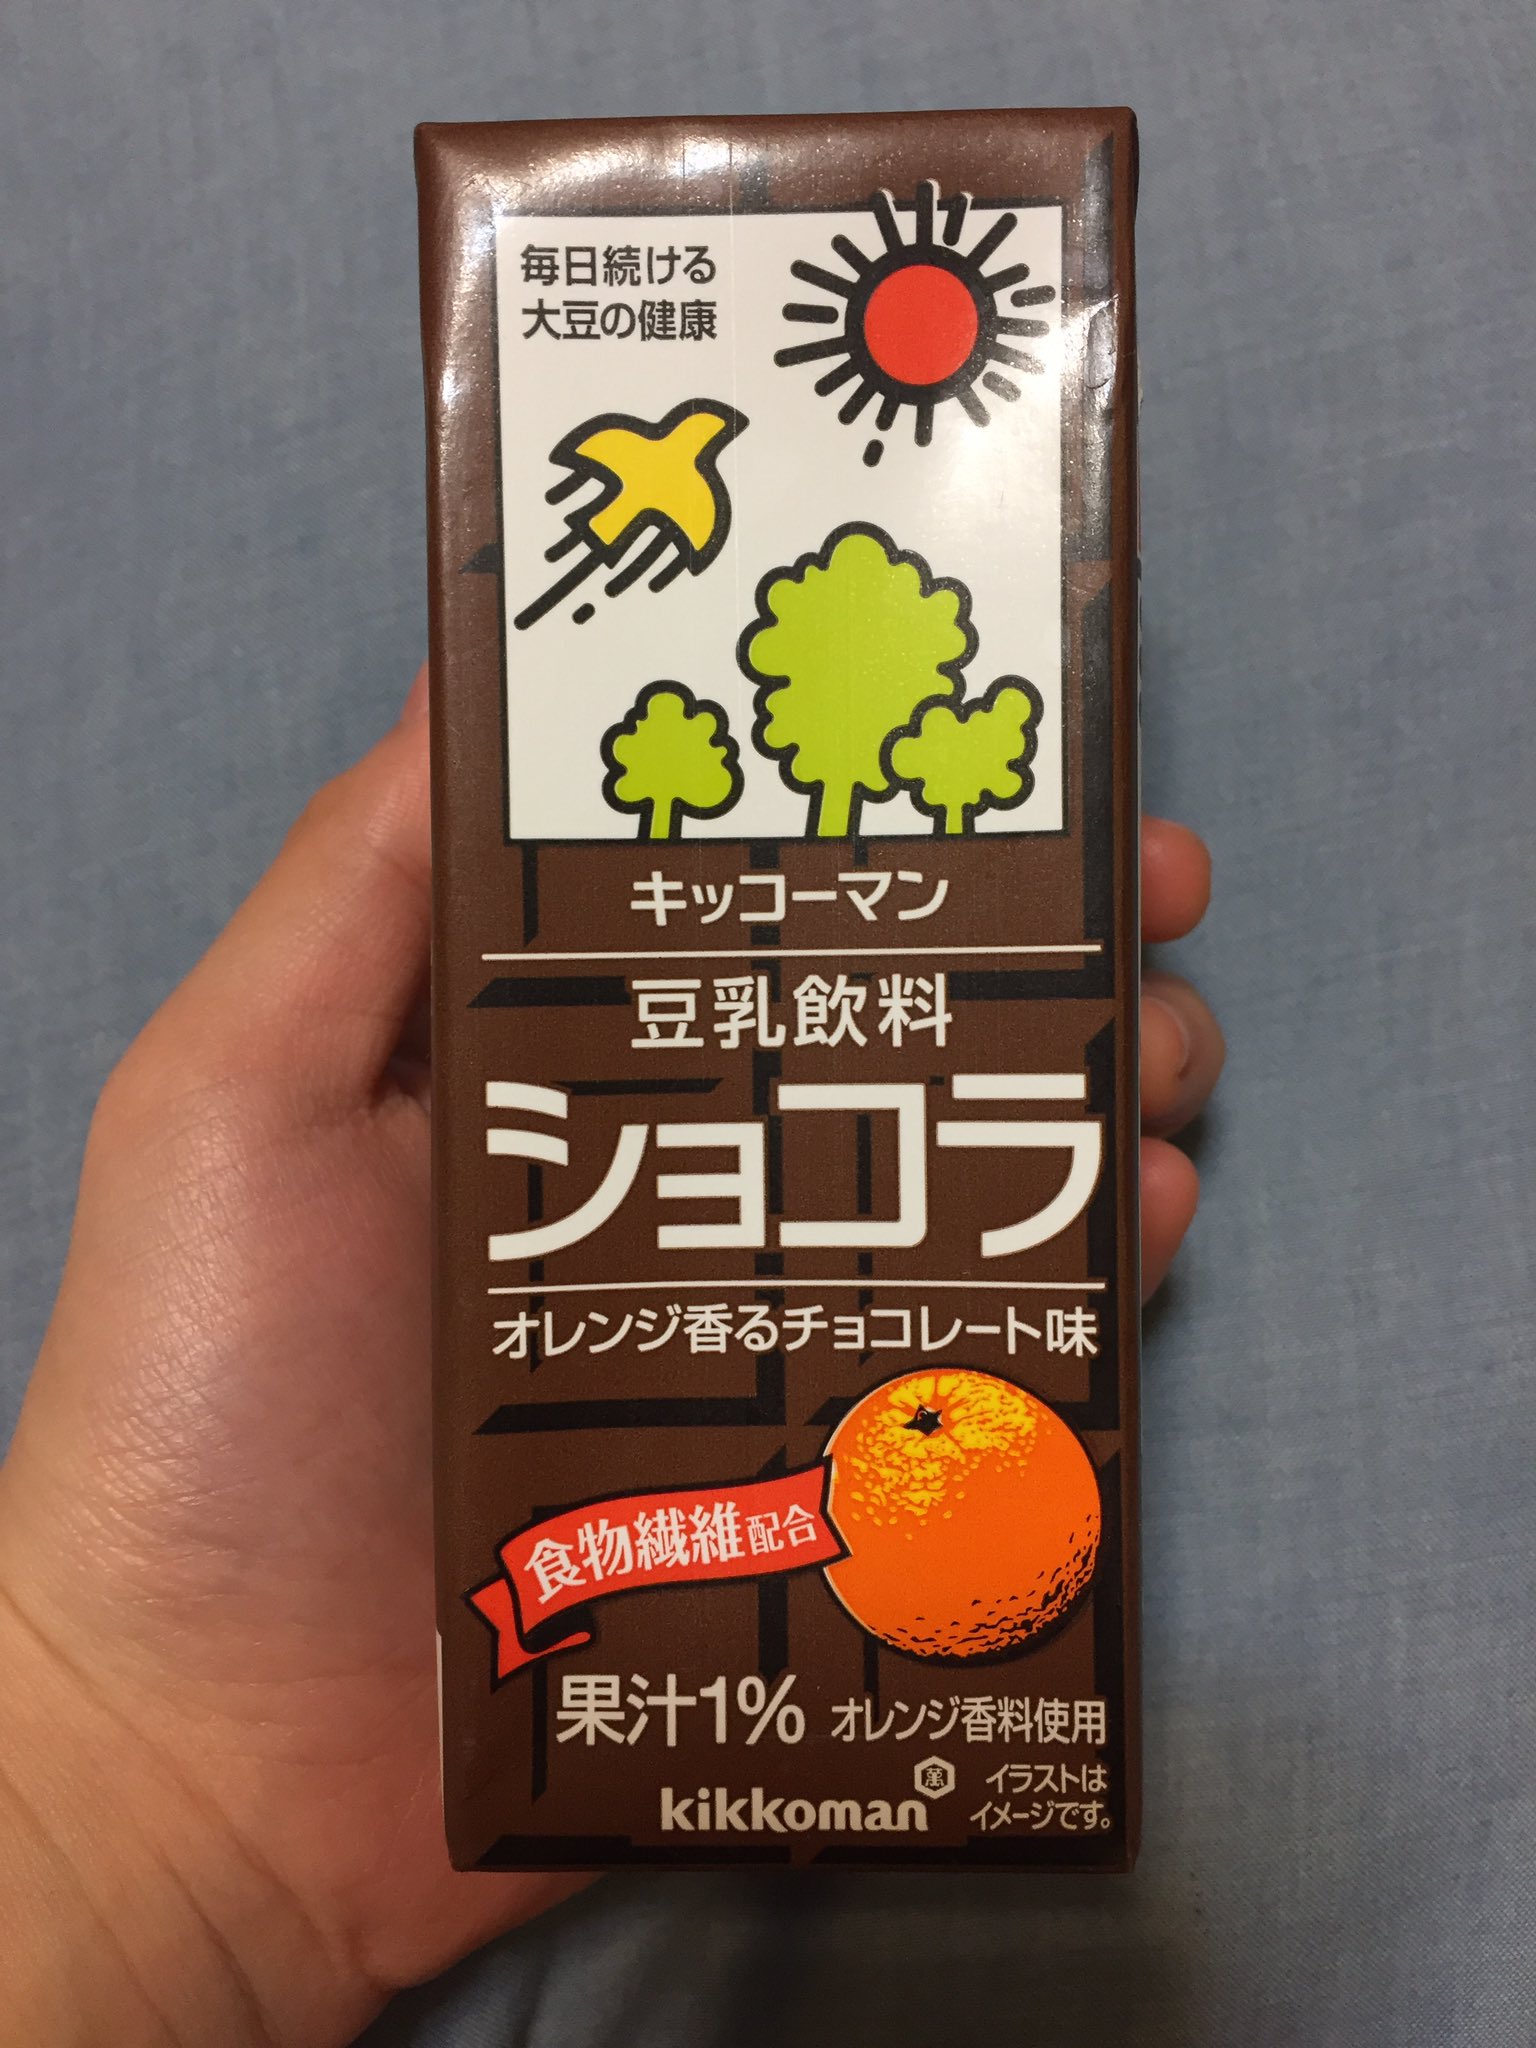 毎日続ける
大豆の健康
キッコーマン
豆乳飲料
ショコラ
オレンジ香るチョコレート味
食物繊維配合
果汁1% オレンジ香料使用
kikkoman 萬
イラストは
イメージです。